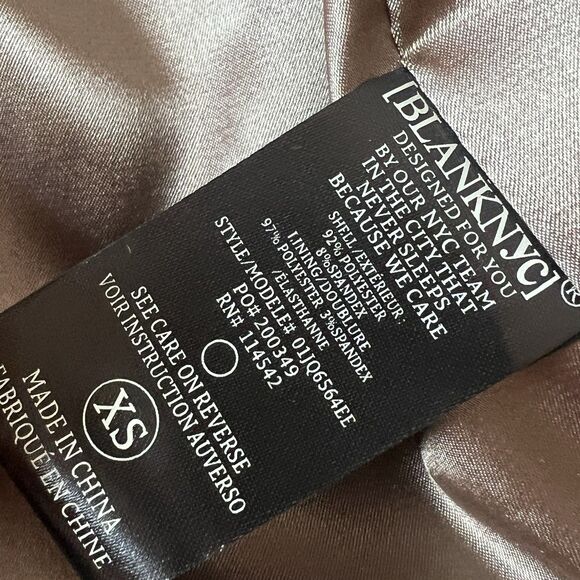 [BLANKNYC]
DESIGNED FOR YOU
BY OUR NYC TEAM
IN THE CITY THAT
NEVER SLEEPS
BECAUSE WE CARE
SHELL/EXTÉRIEUR:
92% POLYESTER
8%SPANDEX
LINING/DOUBLURE
97% POLYESTER 3%SPANDEX
/ÉLASTHANNE
STYLE/MODELE# 01JQ6564EE
PO# 200349
RN# 114542
SEE CARE ON REVERSE
VOIR INSTRUCTION AUVERSO
XS
MADE IN CHINA
FABRIQUÉ EN CHINE